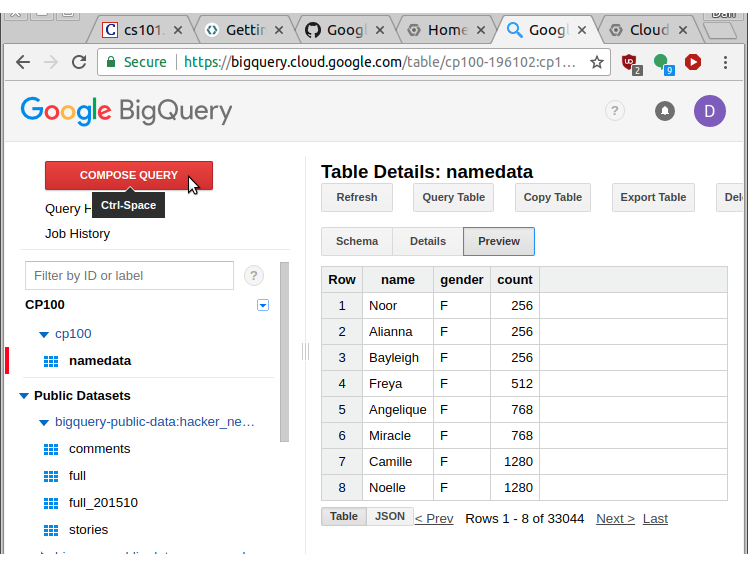 Dan
cs101. Gettin Googl Home Googl Cloud
Secure https://bigquery.cloud.google.com/table/cp100-196102:cp1...
2 9
Google BigQuery ? D
COMPOSE QUERY
Ctrl-Space
Query H
Job History
Filter by ID or label ?
CP100
cp100
namedata
Public Datasets
bigquery-public-data:hacker_ne...
comments
full
full_201510
stories
Table Details: namedata
Refresh Query Table Copy Table Export Table Dele
Schema Details Preview
Row name gender count
1 Noor F 256
2 Alianna F 256
3 Bayleigh F 256
4 Freya F 512
5 Angelique F 768
6 Miracle F 768
7 Camille F 1280
8 Noelle F 1280
Table JSON < Prev Rows 1 - 8 of 33044 Next > Last